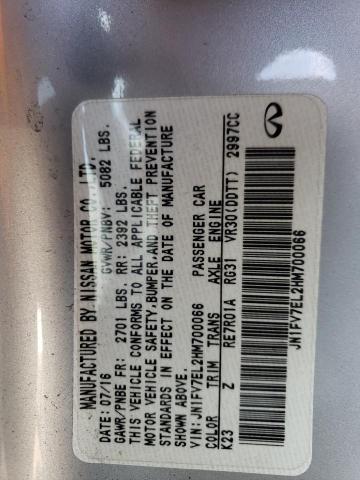 MANUFACTURED BY NISSAN MOTOR CO.,LTD.
DATE: 07/16 GVWR/PNBV: 5082 LBS.
GAWR/PNBE FR: 2701 LBS. RR: 2392 LBS.
THIS VEHICLE CONFORMS TO ALL APPLICABLE FEDERAL
MOTOR VEHICLE SAFETY,BUMPER,AND THEFT PREVENTION
STANDARDS IN EFFECT ON THE DATE OF MANUFACTURE
SHOWN ABOVE.
VIN: JN1FV7EL2HM700066 PASSENGER CAR
COLOR TRIM TRANS AXLE ENGINE
K23 Z RE7R01A RG31 VR30(DDTT) 2997CC
JN1FV7EL2HM700066